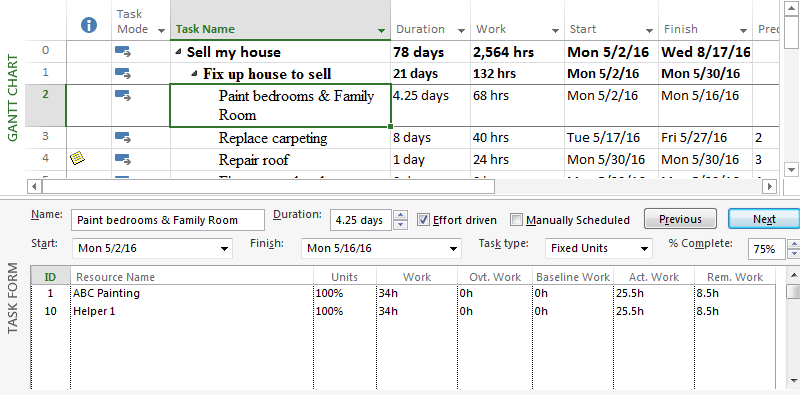 Task
Mode
Task Name
Duration
Work
Start
Finish
Pred
GANTT CHART
0 Sell my house 78 days 2,564 hrs Mon 5/2/16 Wed 8/17/16
1 Fix up house to sell 21 days 132 hrs Mon 5/2/16 Mon 5/30/16
2 Paint bedrooms & Family 4.25 days 68 hrs Mon 5/2/16 Mon 5/16/16
Room
3 Replace carpeting 8 days 40 hrs Tue 5/17/16 Fri 5/27/16 2
4 Repair roof 1 day 24 hrs Mon 5/30/16 Mon 5/30/16 3
TASK FORM
Name: Paint bedrooms & Family Room Duration: 4.25 days Effort driven Manually Scheduled Previous Next
Start: Mon 5/2/16 Finish: Mon 5/16/16 Task type: Fixed Units % Complete: 75%
ID Resource Name Units Work Ovt. Work Baseline Work Act. Work Rem. Work
1 ABC Painting 100% 34h 0h 0h 25.5h 8.5h
10 Helper 1 100% 34h 0h 0h 25.5h 8.5h